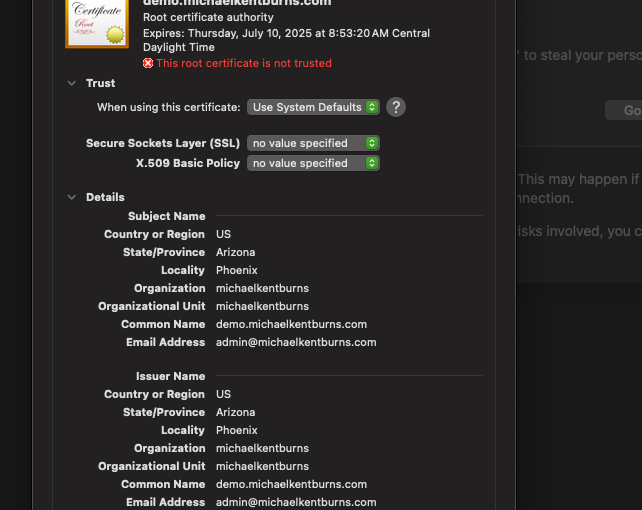 demo.michaelkentburns.com
Certificate
Root
Root certificate authority
Expires: Thursday, July 10, 2025 at 8:53:20 AM Central
Daylight Time
This root certificate is not trusted
' to steal your perso
Trust
When using this certificate: Use System Defaults ?
Go
Secure Sockets Layer (SSL) no value specified
X.509 Basic Policy no value specified
This may happen if
nnection.
Details
Subject Name
risks involved, you c
Country or Region US
State/Province Arizona
Locality Phoenix
Organization michaelkentburns
Organizational Unit michaelkentburns
Common Name demo.michaelkentburns.com
Email Address admin@michaelkentburns.com
Issuer Name
Country or Region US
State/Province Arizona
Locality Phoenix
Organization michaelkentburns
Organizational Unit michaelkentburns
Common Name demo.michaelkentburns.com
Email Address admin@michaelkentburns.com